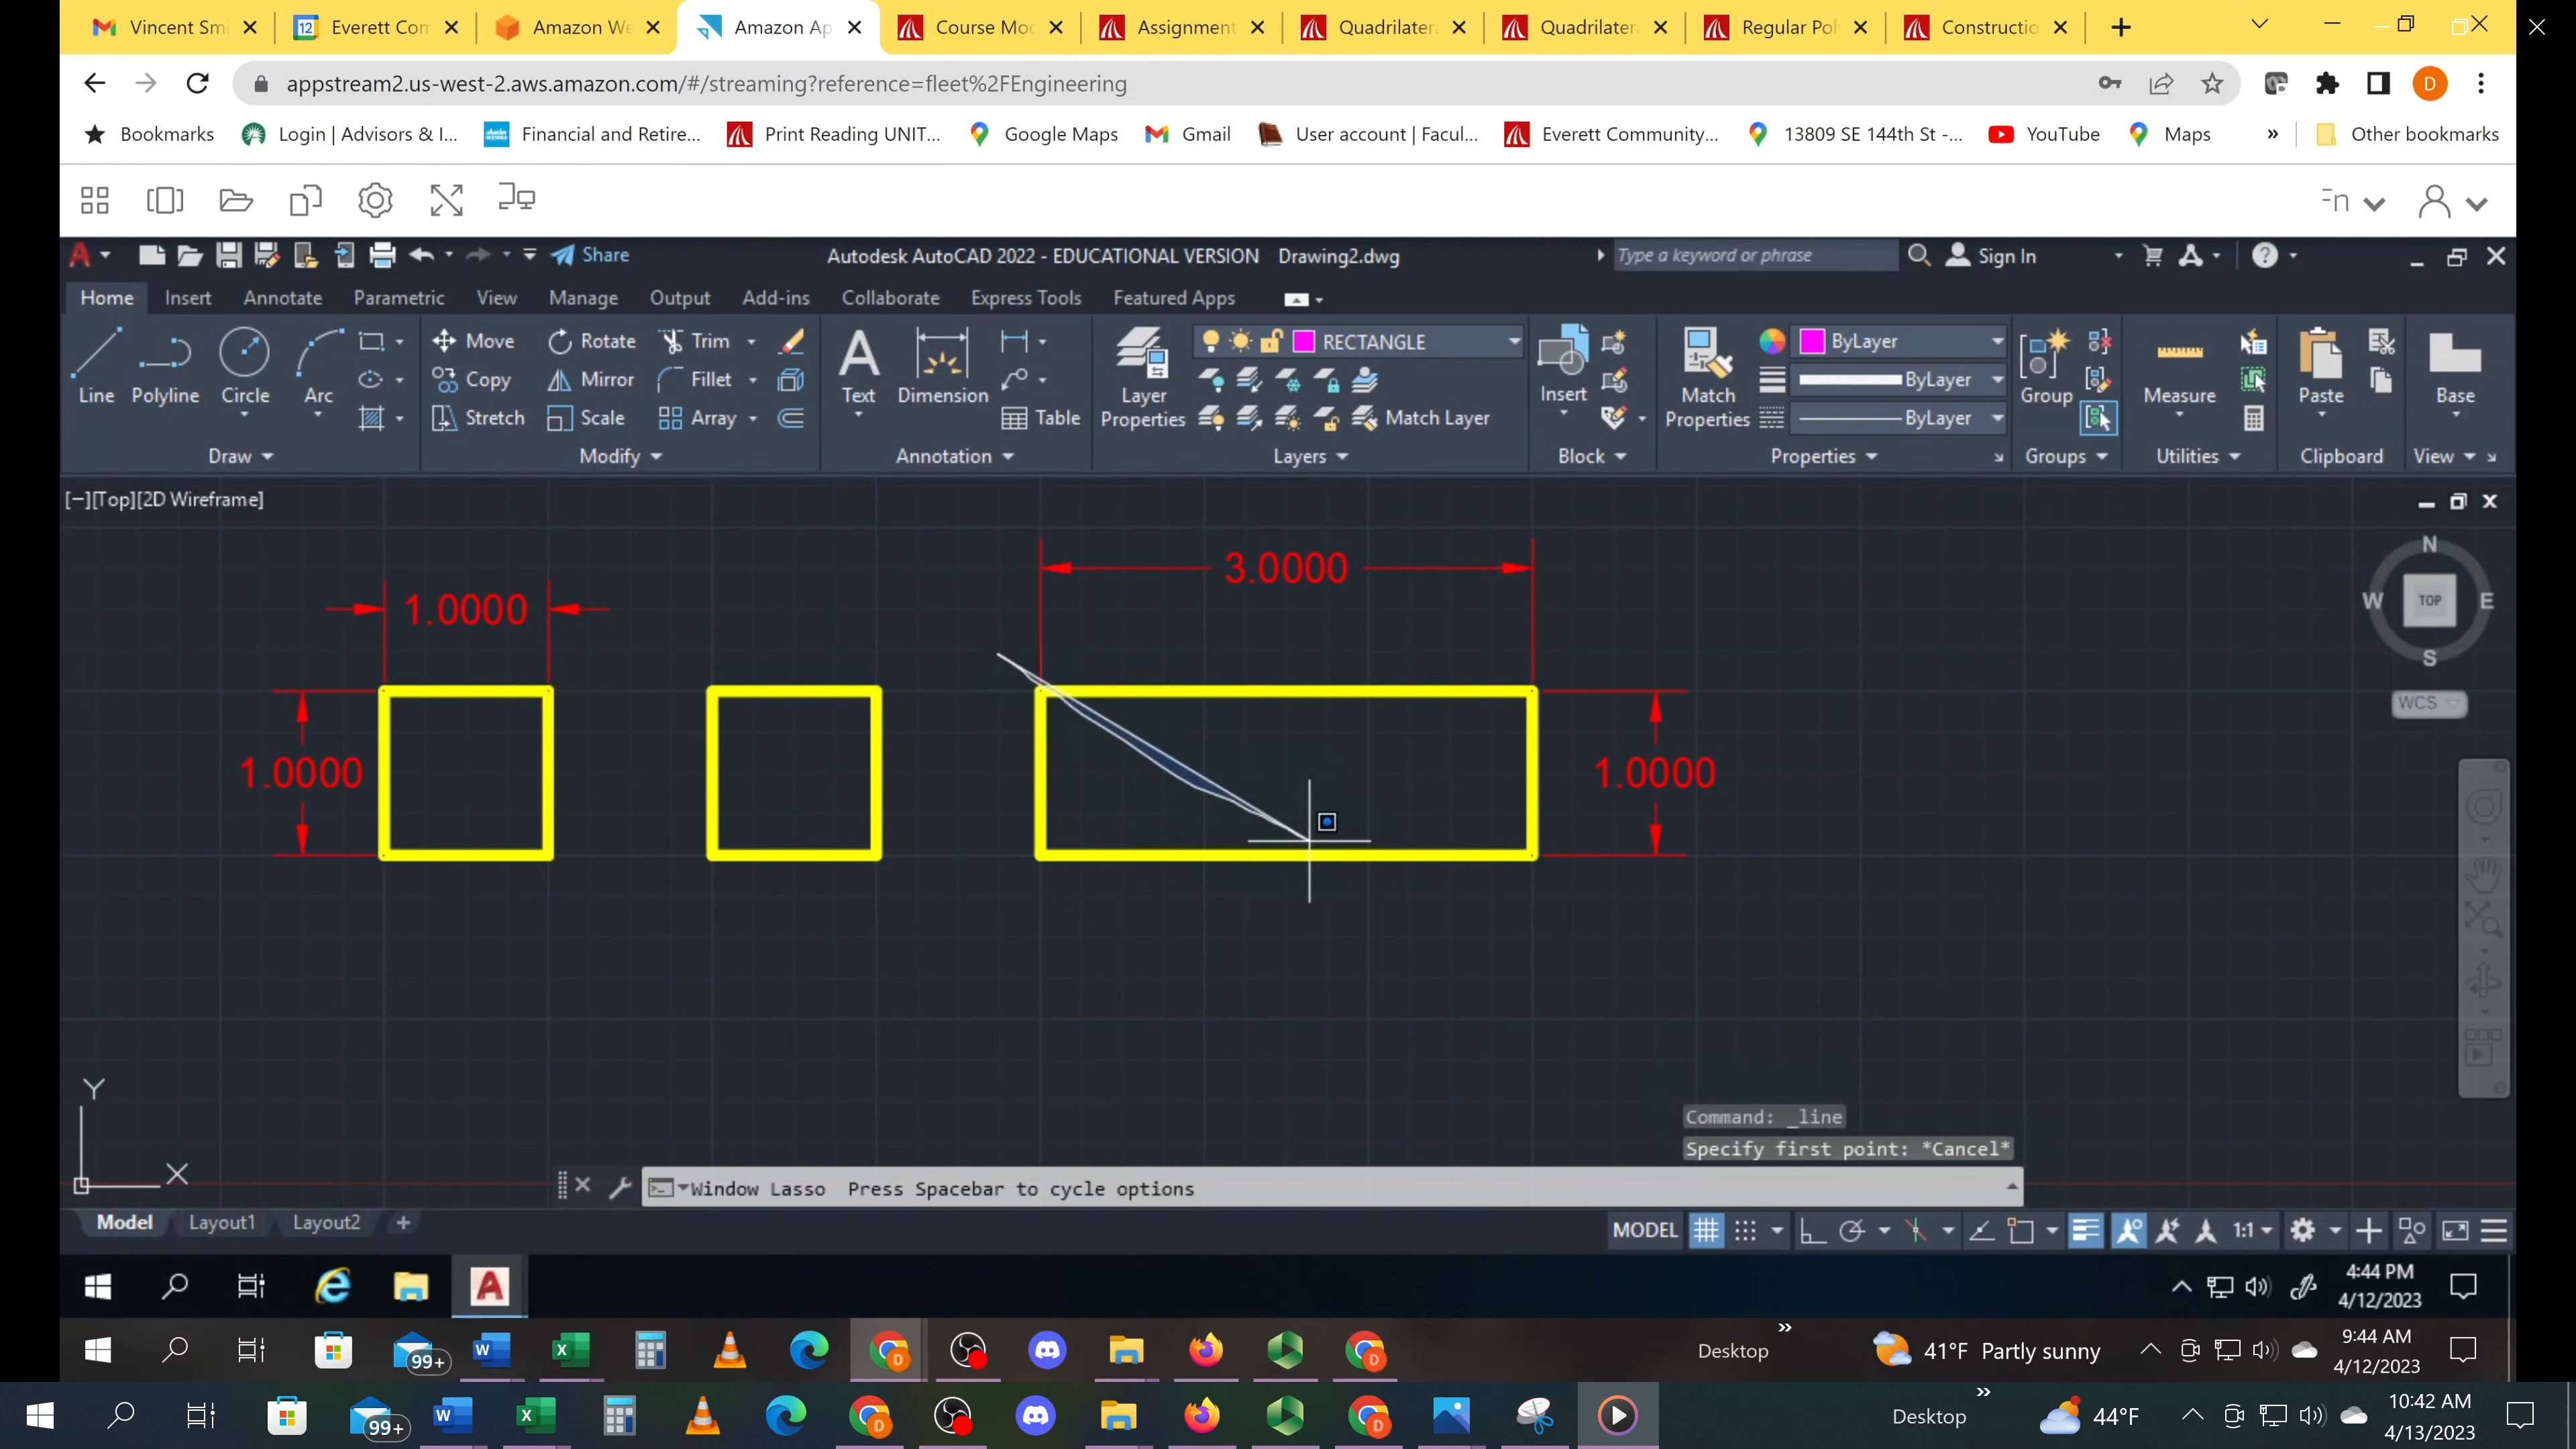 Vincent Smi
Everett Com
Amazon We
Amazon Ap
Course Moc
Assignment
Quadrilater
Quadrilater
Regular Pol
Constructio
appstream2.us-west-2.aws.amazon.com/#/streaming?reference=fleet%2FEngineering
D
Bookmarks
Login | Advisors & I...
Financial and Retire...
Print Reading UNIT...
Google Maps
Gmail
User account | Facul...
Everett Community...
13809 SE 144th St -...
YouTube
Maps
»
Other bookmarks
Share
Autodesk AutoCAD 2022 - EDUCATIONAL VERSION Drawing2.dwg
Type a keyword or phrase
Sign In
Home
Insert
Annotate
Parametric
View
Manage
Output
Add-ins
Collaborate
Express Tools
Featured Apps
Line
Polyline
Circle
Arc
Draw
Move
Rotate
Trim
Copy
Mirror
Fillet
Stretch
Scale
Array
Modify
Text
Dimension
Table
Annotation
Layer
Properties
RECTANGLE
Match Layer
Layers
Insert
Block
Match
Properties
ByLayer
ByLayer
ByLayer
Properties
Group
Groups
Measure
Utilities
Paste
Clipboard
Base
View
[−][Top][2D Wireframe]
N
W
TOP
E
S
WCS
1.0000
3.0000
1.0000
1.0000
Y
X
Command: _line
Specify first point: *Cancel*
Window Lasso Press Spacebar to cycle options
Model
Layout1
Layout2
+
MODEL
1:1
4:44 PM
4/12/2023
99+
Desktop
»
41°F Partly sunny
9:44 AM
4/12/2023
99+
Desktop
»
44°F
10:42 AM
4/13/2023